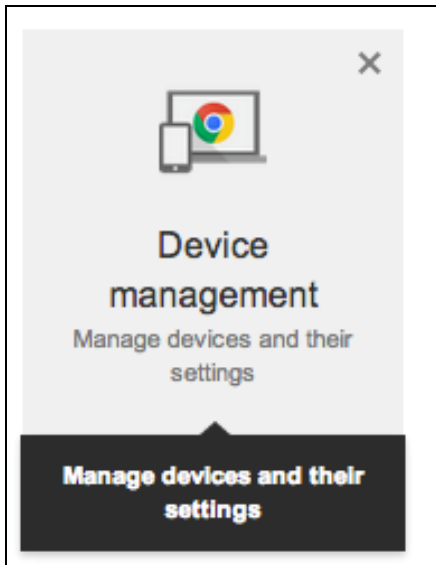 Device
management
Manage devices and their
settings
Manage devices and their
settings